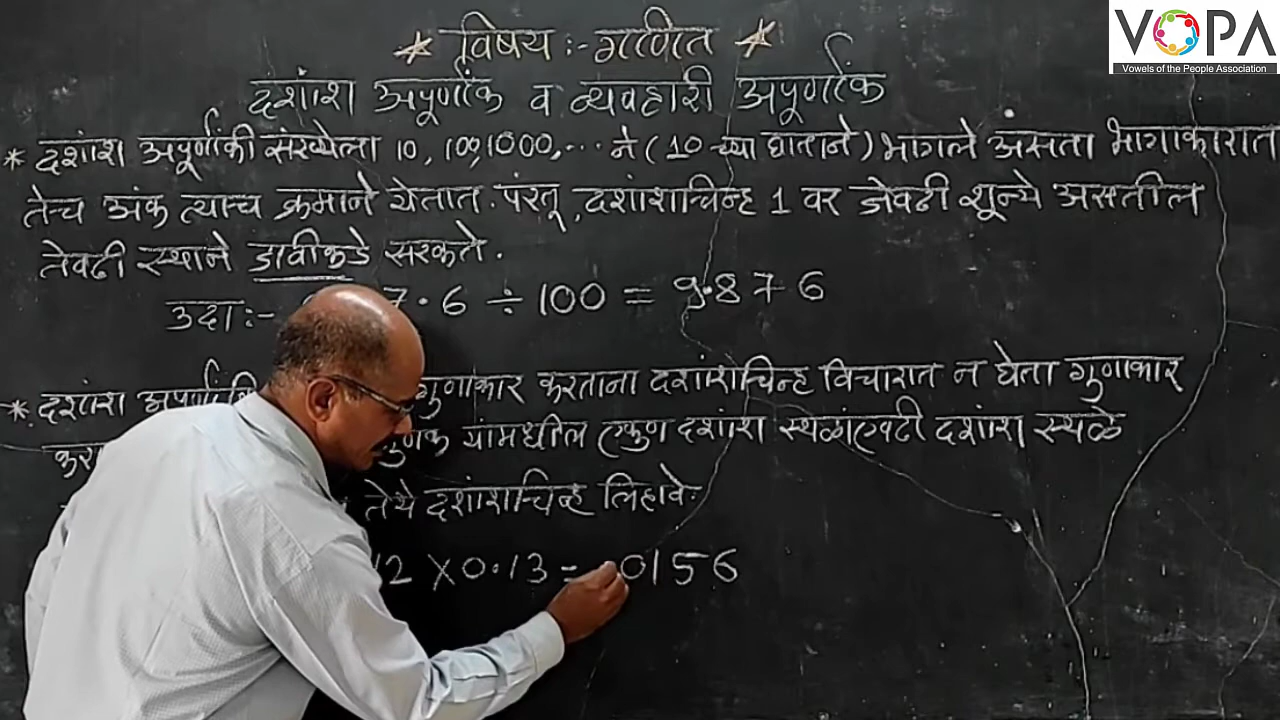 VOPA
Vowels of the People Association
* विषय :- गणित *
दशांश अपूर्णांक व व्यवहारी अपूर्णांक
* दशांश अपूर्णांकी संख्येला 10, 100, 1000, ... ने ( 10 च्या घाताने ) भागले असता भागाकारात
तेच अंक त्याच क्रमाने येतात. परंतू, दशांशचिन्ह 1 वर जेवढी शून्ये असतील
तेवढी स्थाने डावीकडे सरकते.
उदा :- 7.6 ÷ 100 = 9.876
* दशांश गुणाकार करताना दशांशचिन्ह विचारात न घेता गुणाकार
यांमधील एकुण दशांश स्थळांएवढी दशांश स्थळे
तेथे दशांशचिन्ह लिहावे.
12 X 0.13 = 0156